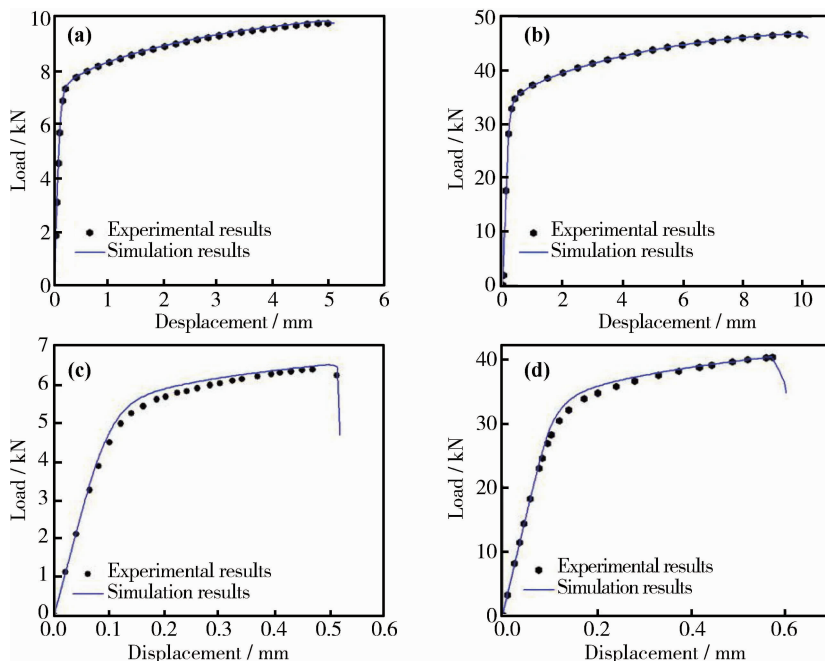 (a)
Load / kN
10
8
6
4
2
0
Experimental results
Simulation results
0 1 2 3 4 5 6
Desplacement / mm
(b)
Load / kN
50
40
30
20
10
0
Experimental results
Simulation results
0 2 4 6 8 10
Desplacement / mm
(c)
Load / kN
7
6
5
4
3
2
1
0
Experimental results
Simulation results
0.0 0.1 0.2 0.3 0.4 0.5 0.6
Displacement / mm
(d)
Load / kN
40
30
20
10
0
Experimental results
Simulation results
0.0 0.2 0.4 0.6
Displacement / mm